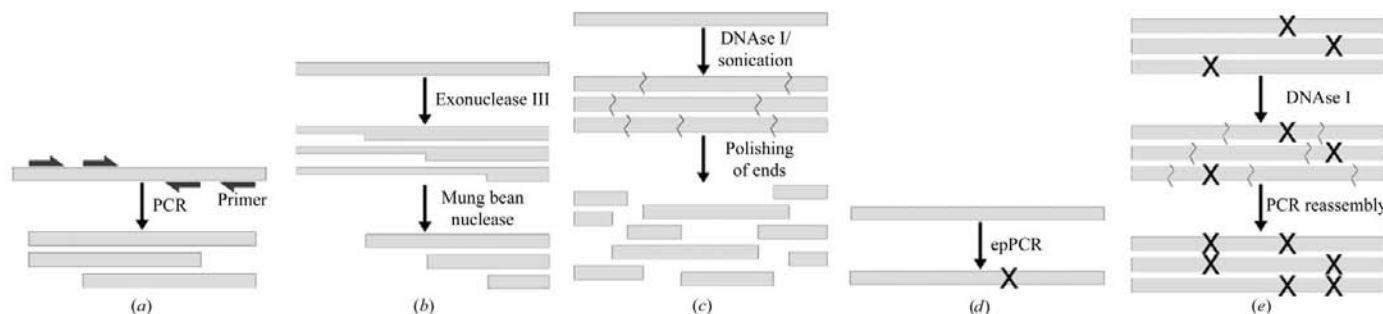 PCR
Primer
(a)
Exonuclease III
Mung bean
nuclease
(b)
DNAse I/
sonication
Polishing
of ends
(c)
epPCR
X
(d)
X
X
X
DNAse I
X
X
X
PCR reassembly
X X
X X
X X
(e)